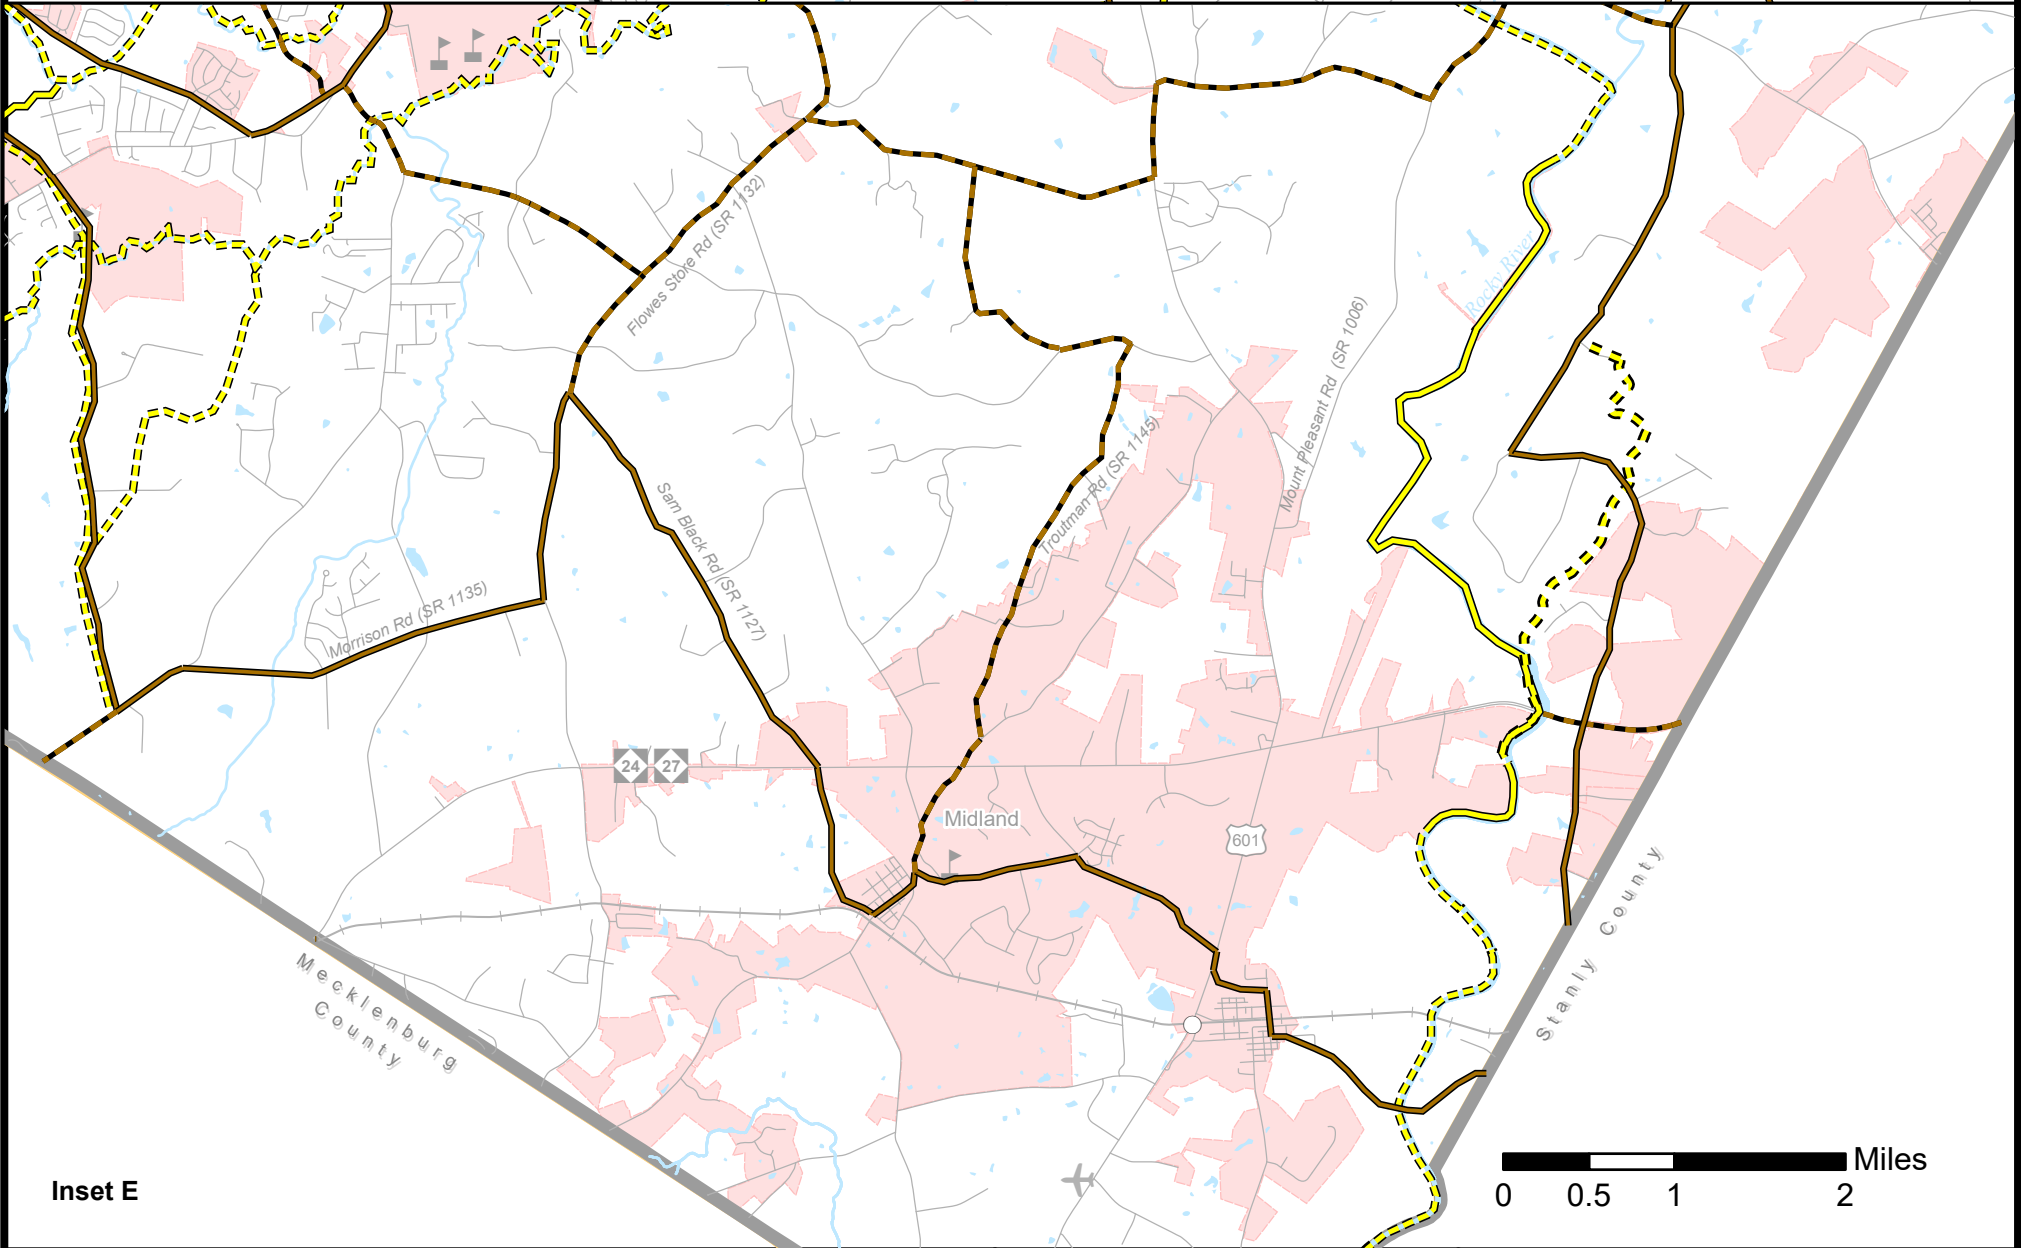 Flowes Store Rd (SR 1132)
Rocky River
Mount Pleasant Rd (SR 1006)
Troutman Rd (SR 1145)
Sam Black Rd (SR 1127)
Morrison Rd (SR 1135)
24 27
Midland
601
Mecklenburg
County
Stanly County
Miles
0 0.5 1 2
Inset E